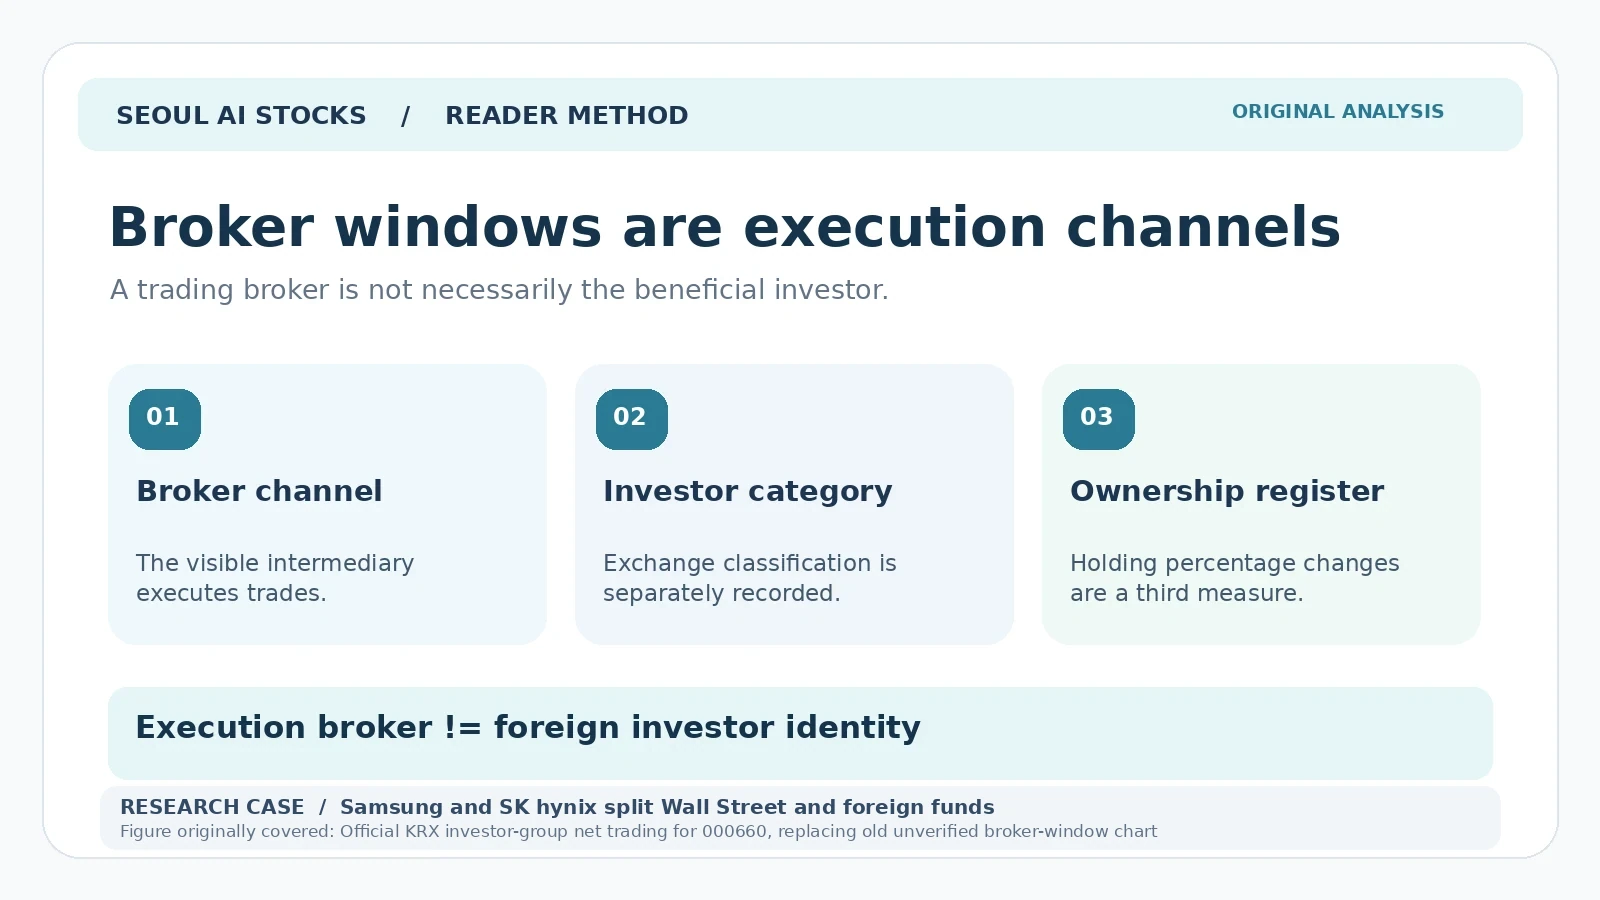 SEOUL AI STOCKS / READER METHOD
ORIGINAL ANALYSIS
Broker windows are execution channels
A trading broker is not necessarily the beneficial investor.
01
Broker channel
The visible intermediary
executes trades.
02
Investor category
Exchange classification is
separately recorded.
03
Ownership register
Holding percentage changes
are a third measure.
Execution broker != foreign investor identity
RESEARCH CASE / Samsung and SK hynix split Wall Street and foreign funds
Figure originally covered: Official KRX investor-group net trading for 000660, replacing old unverified broker-window chart